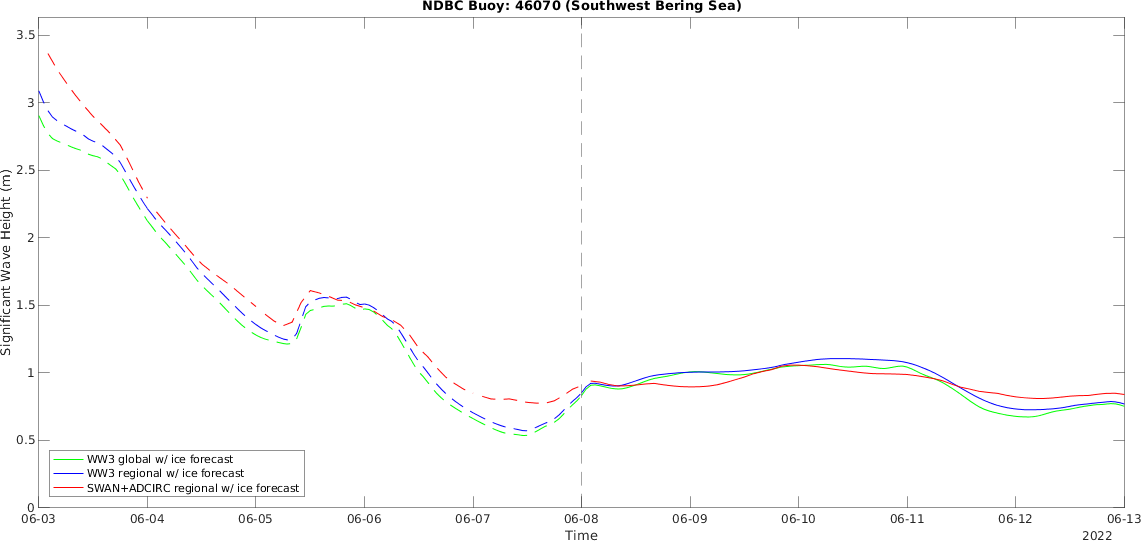 NDBC Buoy: 46070 (Southwest Bering Sea)
3.5
3
2.5
2
1.5
1
0.5
0
Significant Wave Height (m)
WW3 global w/ ice forecast
WW3 regional w/ ice forecast
SWAN+ADCIRC regional w/ ice forecast
06-03 06-04 06-05 06-06 06-07 06-08 06-09 06-10 06-11 06-12 06-13
Time
2022